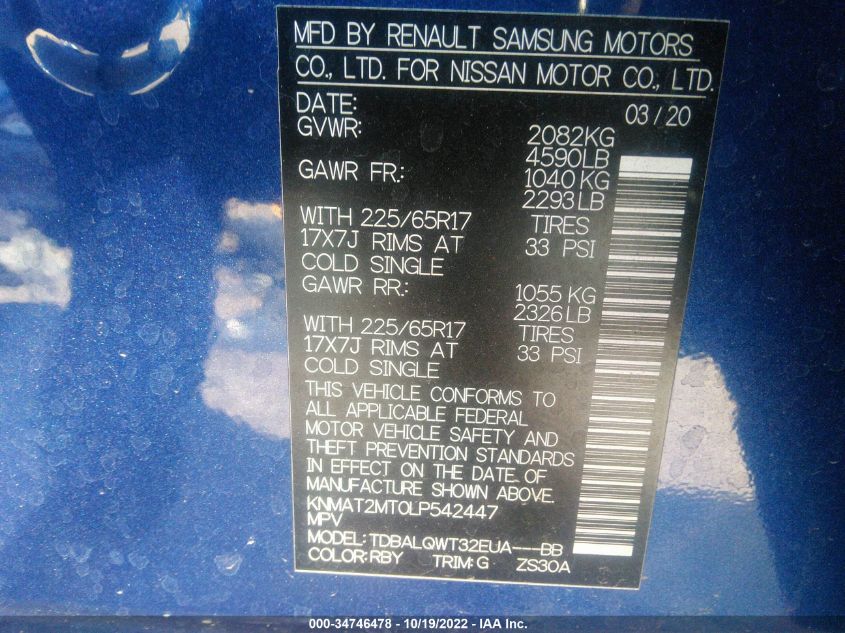 MFD BY RENAULT SAMSUNG MOTORS
CO., LTD. FOR NISSAN MOTOR CO., LTD.
DATE: 03/20
GVWR: 2082KG
4590LB
GAWR FR.: 1040KG
2293LB
WITH 225/65R17 TIRES
17X7J RIMS AT 33 PSI
COLD SINGLE
GAWR RR.: 1055KG
2326LB
WITH 225/65R17 TIRES
17X7J RIMS AT 33 PSI
COLD SINGLE
THIS VEHICLE CONFORMS TO
ALL APPLICABLE FEDERAL
MOTOR VEHICLE SAFETY AND
THEFT PREVENTION STANDARDS
IN EFFECT ON THE DATE OF
MANUFACTURE SHOWN ABOVE.
KNMAT2MT0LP542447
MPV
MODEL: TDBALQWT32EUA---BB
COLOR:RBY TRIM:G ZS30A
000-34746478 - 10/19/2022 - IAA Inc.